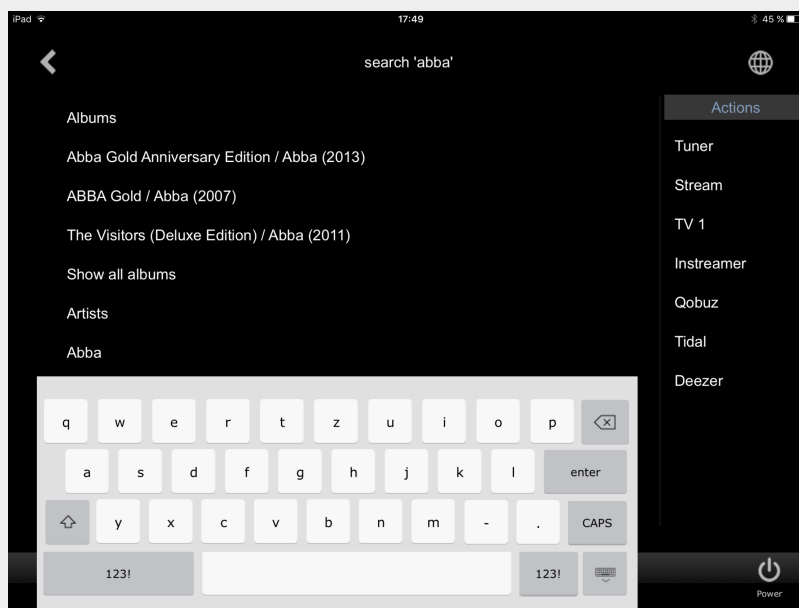 iPad 17:49 45 %
search 'abba'
Albums
Abba Gold Anniversary Edition / Abba (2013)
ABBA Gold / Abba (2007)
The Visitors (Deluxe Edition) / Abba (2011)
Show all albums
Artists
Abba
Actions
Tuner
Stream
TV 1
Instreamer
Qobuz
Tidal
Deezer
q w e r t z u i o p
a s d f g h j k l enter
y x c v b n m - . CAPS
123! 123!
Power